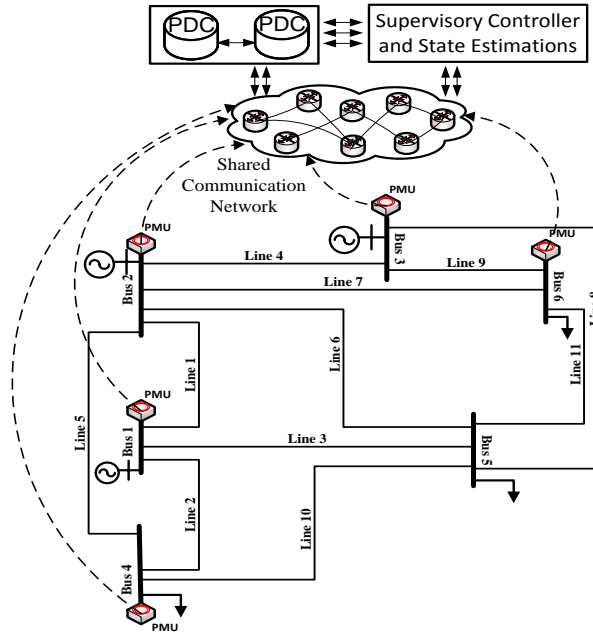 PDC
PDC
Supervisory Controller
and State Estimations
Shared
Communication
Network
PMU
PMU
PMU
Bus 2
Bus 3
Bus 6
Line 4
Line 9
Line 7
Line 6
Line 11
Line 1
Line 5
PMU
Bus 1
Line 3
Bus 5
Line 2
Line 10
Bus 4
PMU